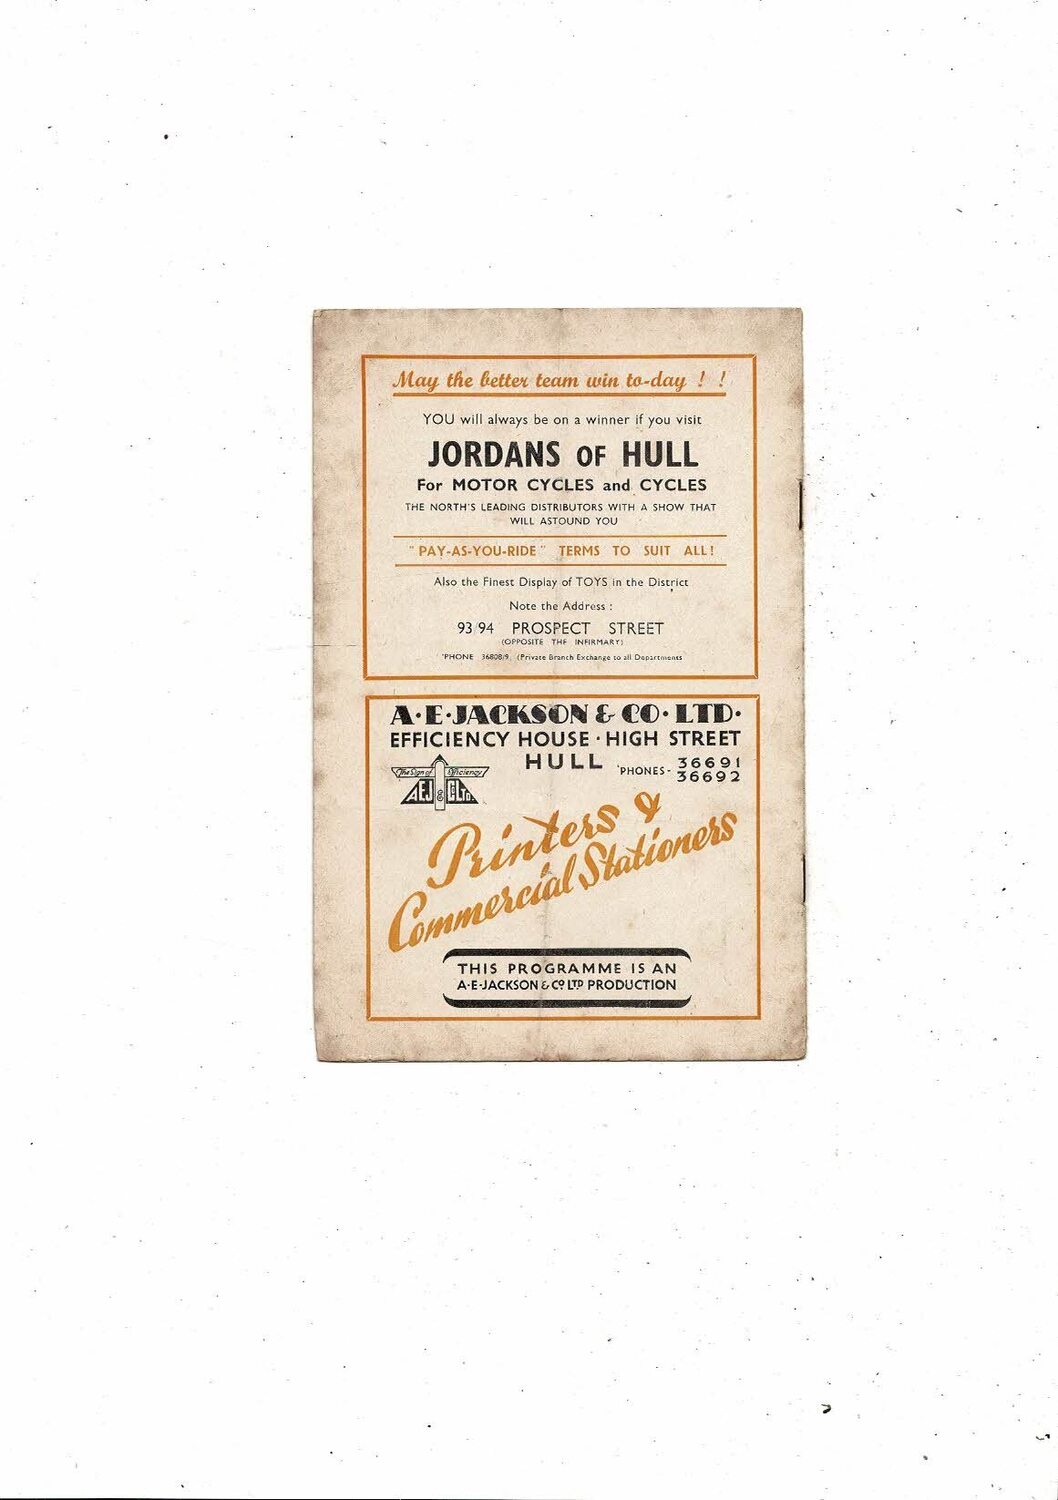 May the better team win to-day ! !
YOU will always be on a winner if you visit
JORDANS OF HULL
For MOTOR CYCLES and CYCLES
THE NORTH'S LEADING DISTRIBUTORS WITH A SHOW THAT
WILL ASTOUND YOU
"PAY-AS-YOU-RIDE" TERMS TO SUIT ALL!
Also the Finest Display of TOYS in the District
Note the Address :
93/94 PROSPECT STREET
(OPPOSITE THE INFIRMARY)
'PHONE 36808/9 (Private Branch Exchange to all Departments
A·E·JACKSON & CO· LTD·
EFFICIENCY HOUSE · HIGH STREET
HULL 'PHONES- 36691
36692
The Sign of Efficiency
AEJ & Co LTD.
Printers &
Commercial Stationers
THIS PROGRAMME IS AN
A·E·JACKSON & CO LTD PRODUCTION